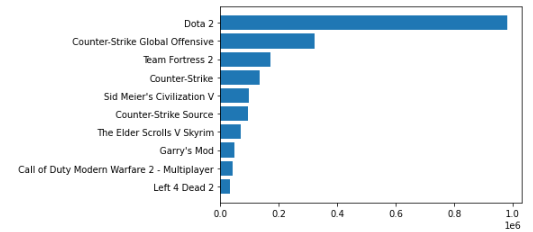 Dota 2
Counter-Strike Global Offensive
Team Fortress 2
Counter-Strike
Sid Meier's Civilization V
Counter-Strike Source
The Elder Scrolls V Skyrim
Garry's Mod
Call of Duty Modern Warfare 2 - Multiplayer
Left 4 Dead 2
0.0 0.2 0.4 0.6 0.8 1.0
1e6